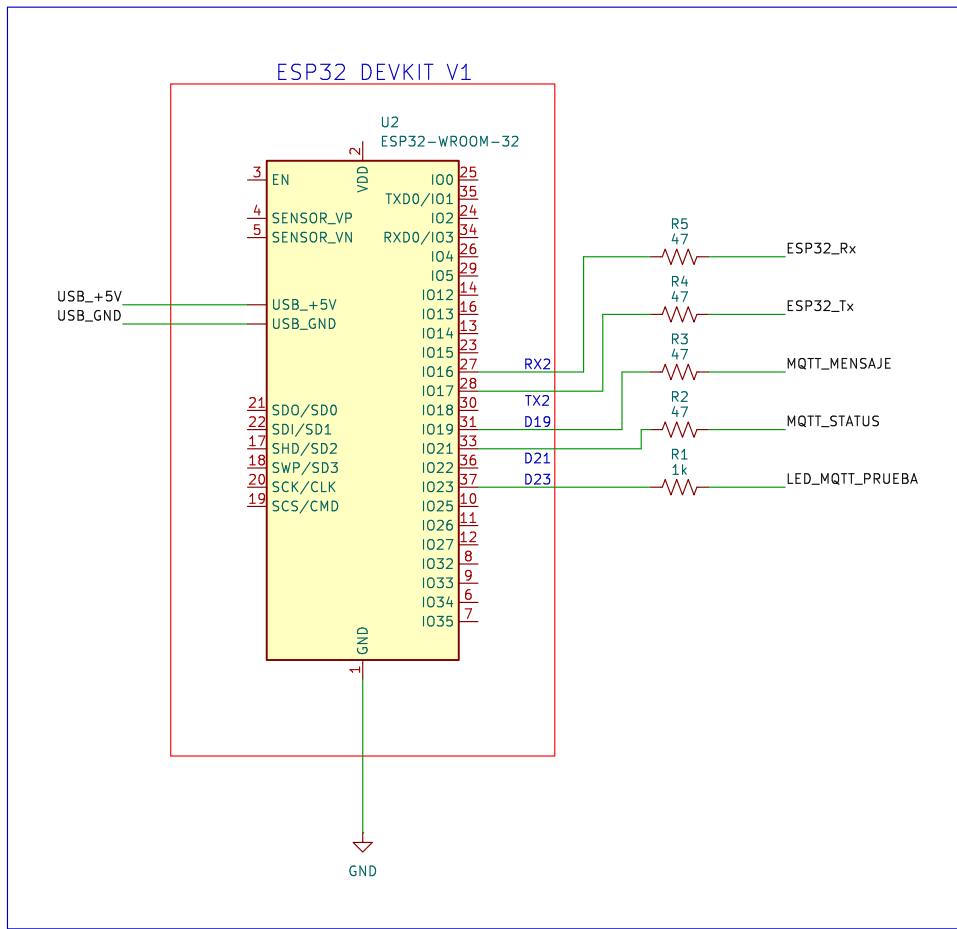 ESP32 DEVKIT V1
U2
ESP32-WROOM-32
2
VDD
3 EN
4 SENSOR_VP
5 SENSOR_VN
USB_+5V
USB_GND
USB_+5V
USB_GND
21 SDO/SD0
22 SDI/SD1
17 SHD/SD2
18 SWP/SD3
20 SCK/CLK
19 SCS/CMD
IO0 25
TXD0/IO1 35
IO2 24
RXD0/IO3 34
IO4 26
IO5 29
IO12 14
IO13 16
IO14 13
IO15 23
IO16 27
IO17 28
IO18 30
IO19 31
IO21 33
IO22 36
IO23 37
IO25 10
IO26 11
IO27 12
IO32 8
IO33 9
IO34 6
IO35 7
GND
1
GND
RX2
TX2
D19
D21
D23
R5
47
ESP32_Rx
R4
47
ESP32_Tx
R3
47
MQTT_MENSAJE
R2
47
MQTT_STATUS
R1
1k
LED_MQTT_PRUEBA